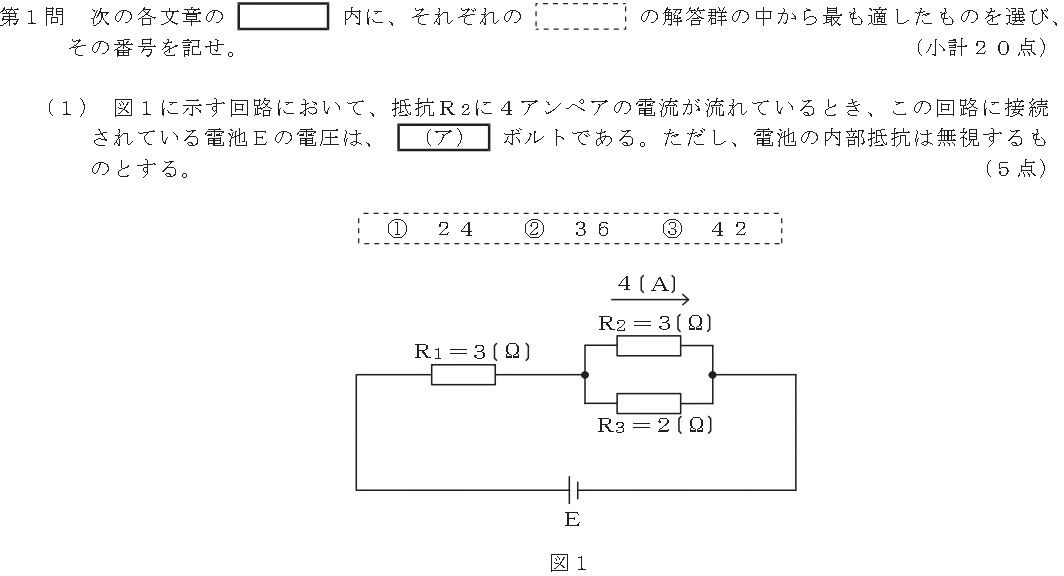 第１問　次の各文章の　　　　内に、それぞれの　　　　の解答群の中から最も適したものを選び、
その番号を記せ。　（小計２０点）
（１）　図１に示す回路において、抵抗Ｒ２に４アンペアの電流が流れているとき、この回路に接続
されている電池Ｅの電圧は、　（ア）　ボルトである。ただし、電池の内部抵抗は無視するも
のとする。　（５点）
①　２４　②　３６　③　４２
４〔Ａ〕
Ｒ２＝３〔Ω〕
Ｒ１＝３〔Ω〕
Ｒ３＝２〔Ω〕
Ｅ
図１